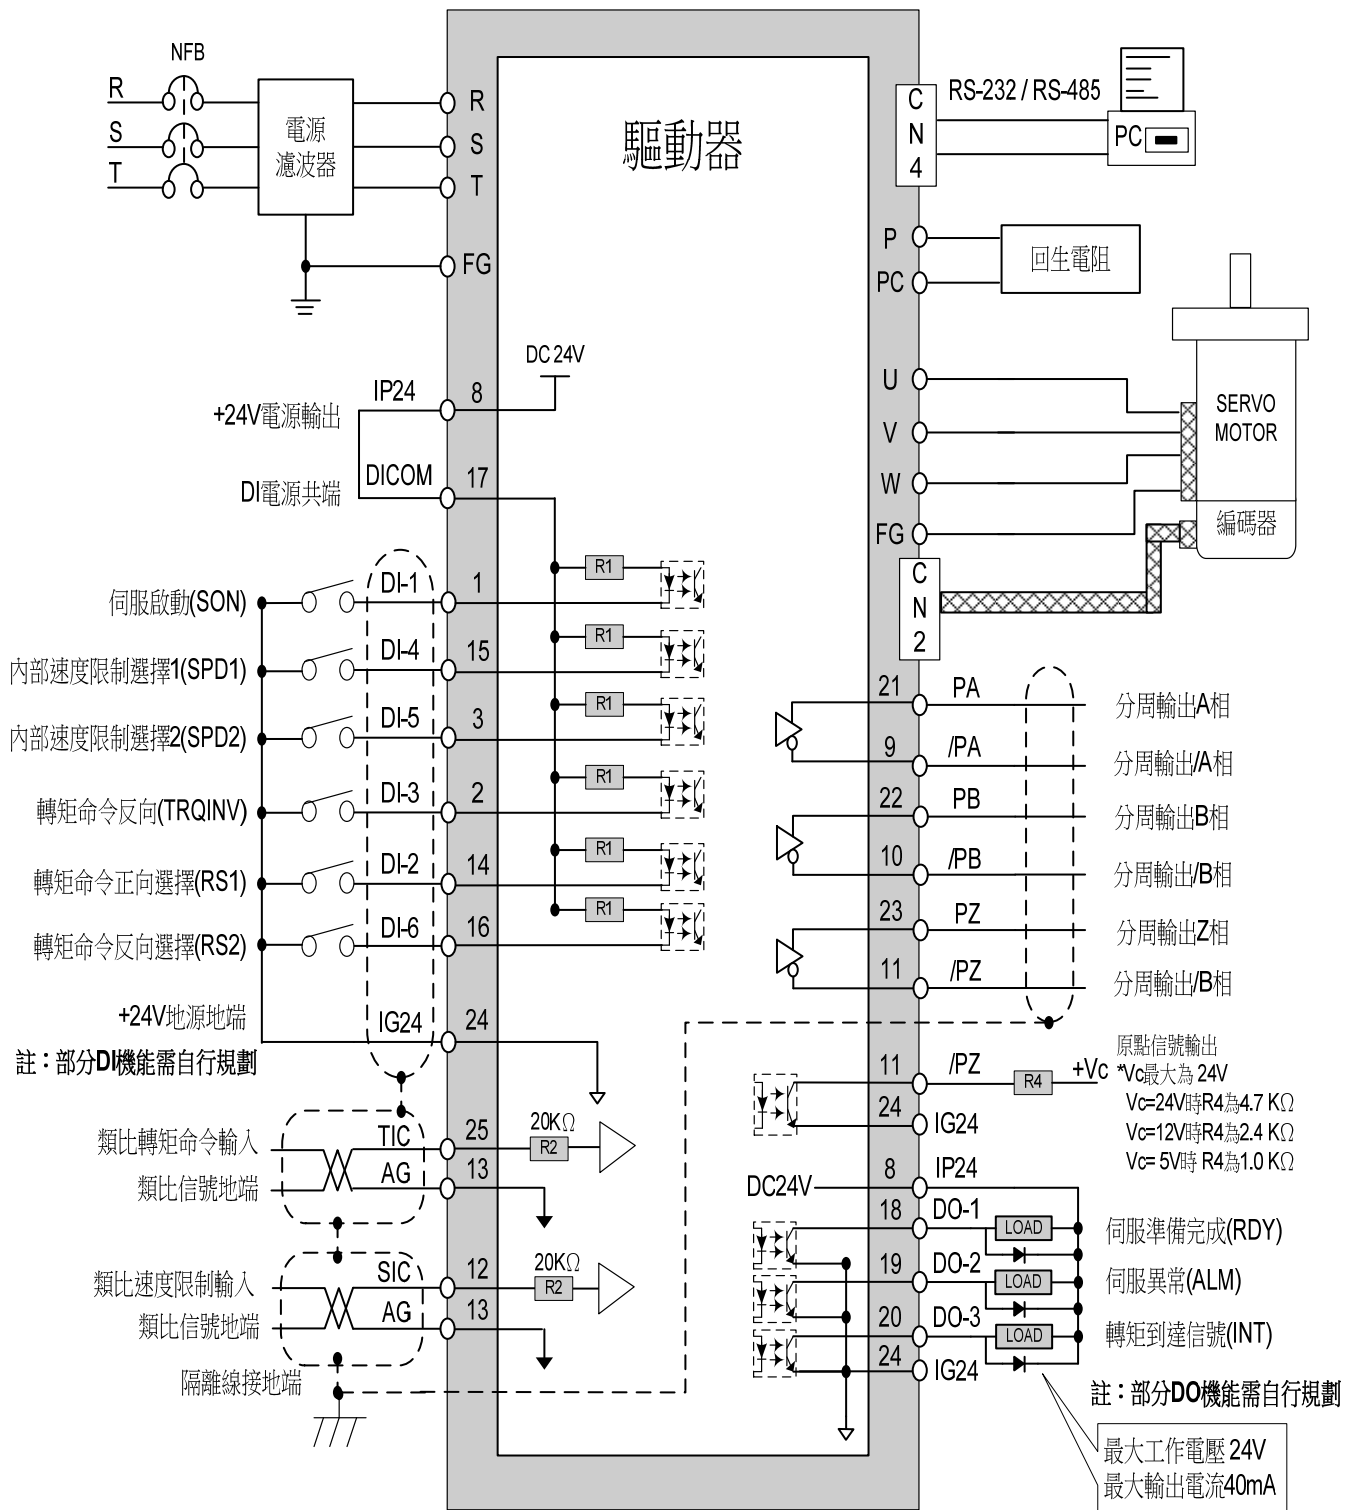 NFB
R
S
T
電源
濾波器
R
S
T
FG
驅動器
C
N
4
RS-232 / RS-485
PC
P
PC
回生電阻
U
V
W
FG
SERVO
MOTOR
編碼器
C
N
2
DC 24V
+24V電源輸出
IP24
8
DI電源共端
DICOM
17
伺服啟動(SON)
DI-1
1
R1
內部速度限制選擇1(SPD1)
DI-4
15
R1
內部速度限制選擇2(SPD2)
DI-5
3
R1
轉矩命令反向(TRQINV)
DI-3
2
R1
轉矩命令正向選擇(RS1)
DI-2
14
R1
轉矩命令反向選擇(RS2)
DI-6
16
R1
+24V地源地端
IG24
24
註：部分DI機能需自行規劃
類比轉矩命令輸入
TIC
25
20KΩ
R2
類比信號地端
AG
13
類比速度限制輸入
SIC
12
20KΩ
R2
類比信號地端
AG
13
隔離線接地端
21
PA
分周輸出A相
9
/PA
分周輸出/A相
22
PB
分周輸出B相
10
/PB
分周輸出/B相
23
PZ
分周輸出Z相
11
/PZ
分周輸出/B相
11
/PZ
R4
+Vc
24
IG24
原點信號輸出
*Vc最大為 24V
Vc=24V時R4為4.7 KΩ
Vc=12V時R4為2.4 KΩ
Vc= 5V時 R4為1.0 KΩ
DC24V
8
IP24
18
DO-1
LOAD
伺服準備完成(RDY)
19
DO-2
LOAD
伺服異常(ALM)
20
DO-3
LOAD
轉矩到達信號(INT)
24
IG24
註：部分DO機能需自行規劃
最大工作電壓 24V
最大輸出電流40mA